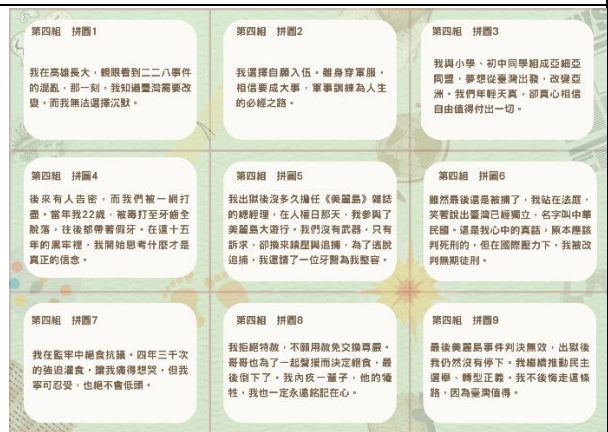 第四組 拼圖1
我在高雄長大,親眼看到二二八事件
的混亂,那一刻,我知道臺灣需要改
變,而我無法選擇沉默。
第四組 拼圖2
我選擇自願入伍。雖身穿軍服,
相信要成大事,軍事訓練為人生
的必經之路。
第四組 拼圖3
我與小學、初中同學組成亞細亞
同盟,夢想從臺灣出發,改變亞
洲。我們年輕天真,卻真心相信
自由值得付出一切。
第四組 拼圖4
後來有人告密,而我們被一網打
盡。當年我22歲,被毒打至牙齒全
脫落,往後都帶著假牙。在這十五
年的黑牢裡,我開始思考什麼才是
真正的信念。
第四組 拼圖5
我出獄後沒多久擔任《美麗島》雜誌
的總經理,在人權日那天,我參與了
美麗島大遊行。我們沒有武器,只有
訴求,卻換來鎮壓與追捕,為了逃脫
追捕,我還請了一位牙醫為我整容。
第四組 拼圖6
雖然最後還是被捕了,我站在法庭,
笑著說出臺灣已經獨立,名字叫中華
民國。這是我心中的真話,原本應該
判死刑的,但在國際壓力下,我被改
判無期徒刑。
第四組 拼圖7
我在監牢中絕食抗議。四年三千次
的強迫灌食,讓我痛得想哭,但我
寧可忍受,也絕不會低頭。
第四組 拼圖8
我拒絕特赦,不願用赦免交換尊嚴。
哥哥也為了一起聲援而決定絕食,最
後倒下了。我內疚一輩子,他的犧
牲,我也一定永遠銘記在心。
第四組 拼圖9
最後美麗島事件判決無效,出獄後
我仍然沒有停下。我繼續推動民主
選舉、轉型正義。我不後悔走這條
路,因為臺灣值得。